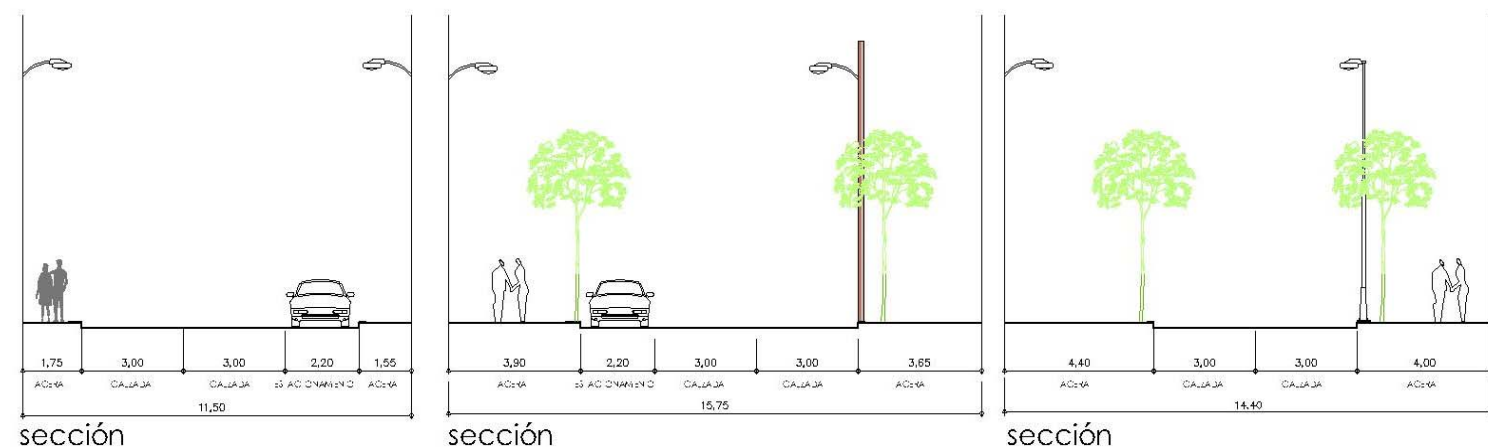 1,75 3,00 3,00 2,20 1,55
ACERA CALZADA CALZADA ESTACIONAMIENTO ACERA
11,50
sección
3,90 2,20 3,00 3,00 3,65
ACERA ESTACIONAMIENTO CALZADA CALZADA ACERA
15,75
sección
4,40 3,00 3,00 4,00
ACERA CALZADA CALZADA ACERA
14,40
sección